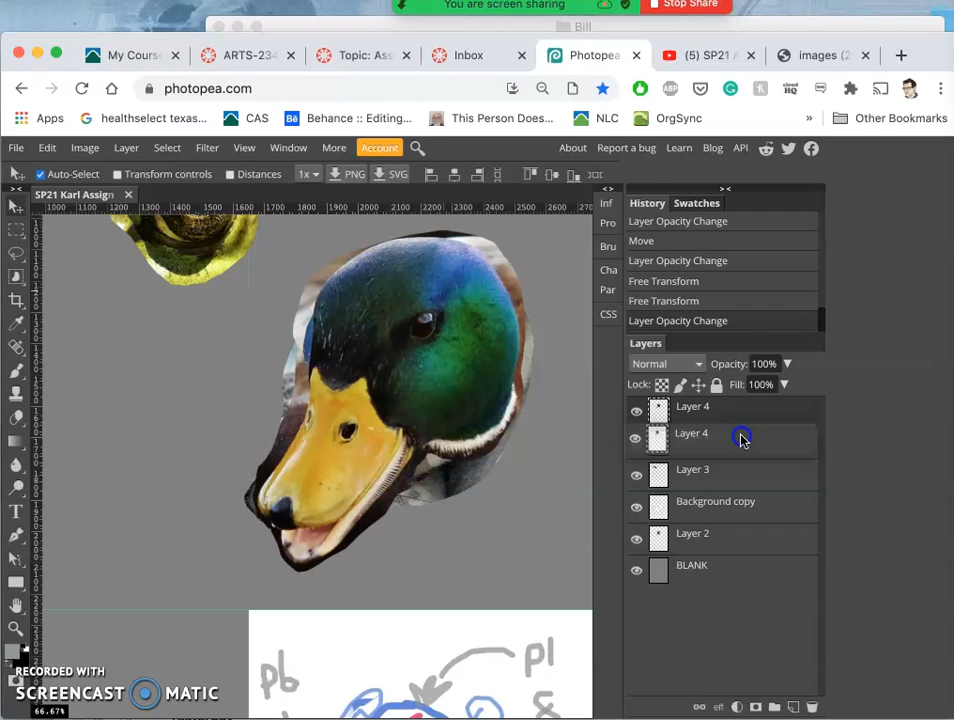 You are screen sharing
Stop Share
Bill
My Course
ARTS-234
Topic: Ass
Inbox
Photopea
(5) SP21 A
images (2
photopea.com
Apps
healthselect texas...
CAS
Behance :: Editing...
This Person Does...
NLC
OrgSync
»
Other Bookmarks
File Edit Image Layer Select Filter View Window More Account
About Report a bug Learn Blog API
Auto-Select
Transform controls
Distances
1x
PNG
SVG
SP21 Karl Assign
1000 1100 1200 1300 1400 1500 1600 1700 1800 1900 2000 2100 2200 2300 2400 2500 2600 270
Inf
Pro
Bru
Cha
Par
CSS
History Swatches
Layer Opacity Change
Move
Layer Opacity Change
Free Transform
Free Transform
Layer Opacity Change
Layers
Normal
Opacity: 100%
Lock:
Fill: 100%
Layer 4
Layer 4
Layer 3
Background copy
Layer 2
BLANK
pb
pl
&
RECORDED WITH
SCREENCAST MATIC
66.67%